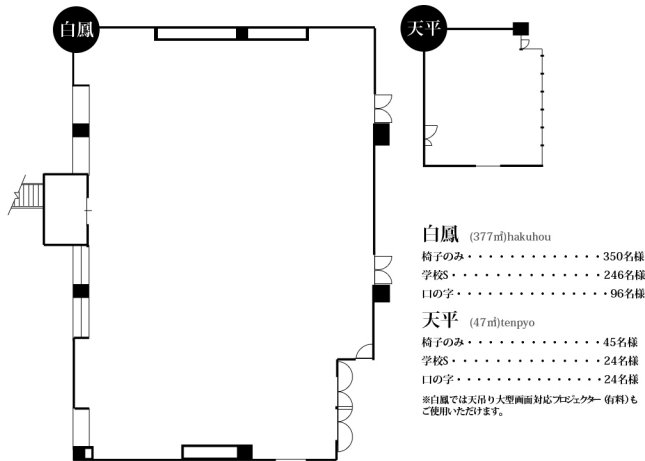 白鳳
天平
白鳳 (377㎡)hakuhou
椅子のみ・・・・・・・・・・・・・350名様
学校S・・・・・・・・・・・・・・246名様
口の字・・・・・・・・・・・・・・・96名様
天平 (47㎡)tenpyo
椅子のみ・・・・・・・・・・・・・45名様
学校S・・・・・・・・・・・・・・24名様
口の字・・・・・・・・・・・・・・・24名様
※白鳳では天吊り大型画面対応プロジェクター(有料)も
ご使用いただけます。